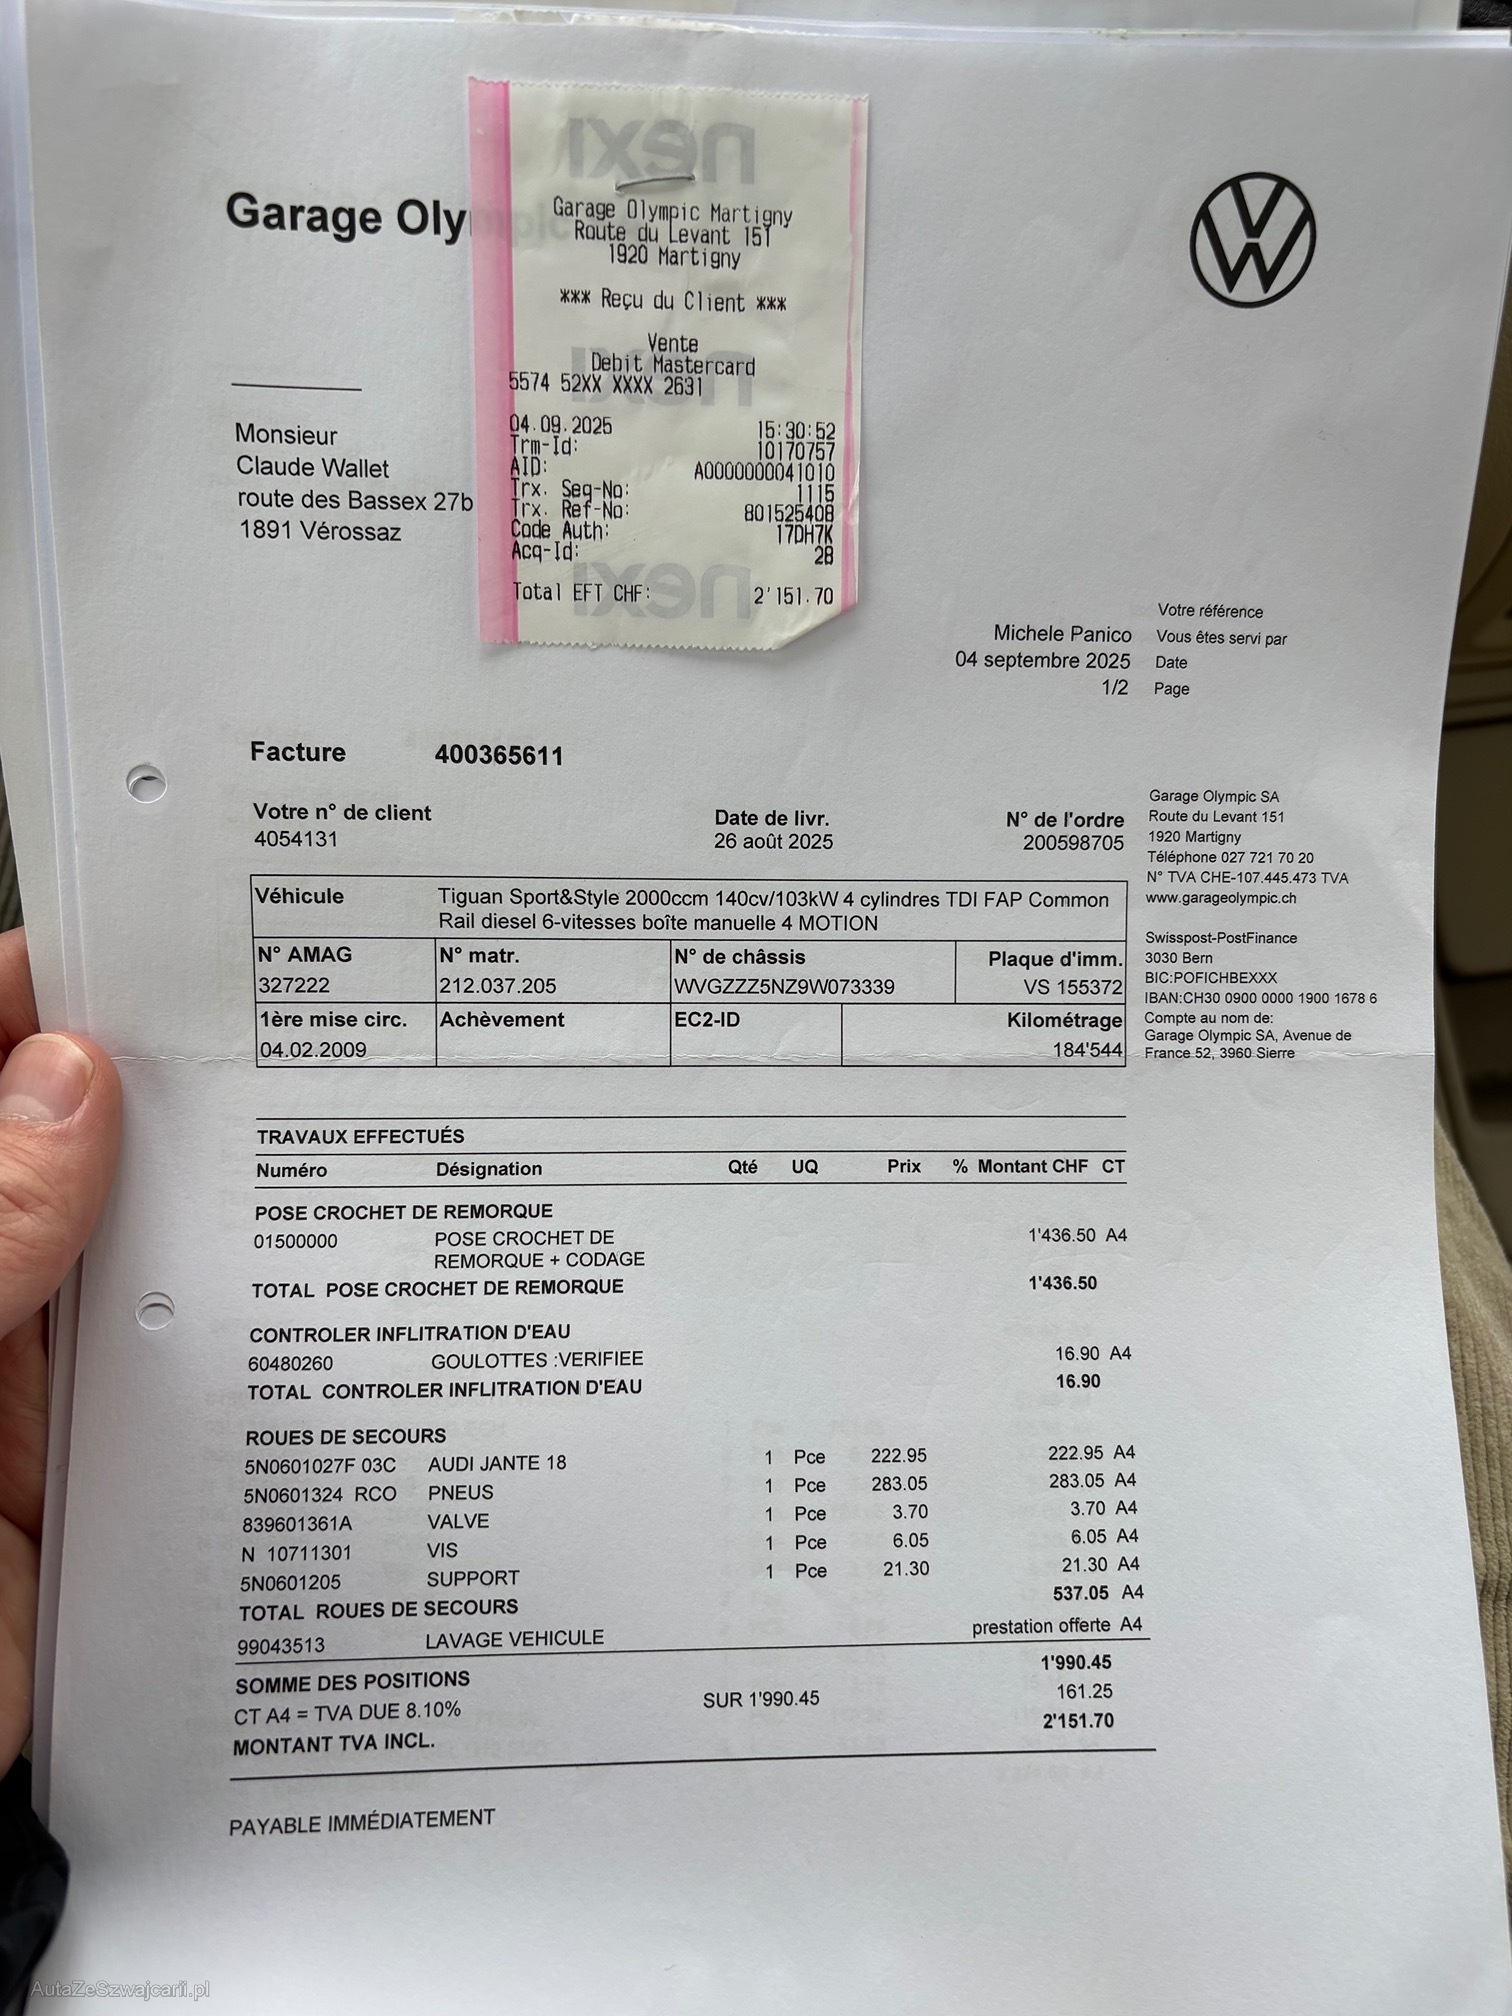 nexi
Garage Olympic Martigny
Route du Levant 151
1920 Martigny
*** Reçu du Client ***
Vente
Debit Mastercard
5574 52XX XXXX 2631
04.09.2025 15:30:52
Trm-Id: 10170757
AID: A0000000041010
Trx. Seq-No: 1115
Trx. Ref-No: 801525408
Code Auth: 17DH7K
Acq-Id: 28
Total EFT CHF: 2'151.70
nexi
nexi
Garage Oly
Monsieur
Claude Wallet
route des Bassex 27b
1891 Vérossaz
Votre référence
Michele Panico Vous êtes servi par
04 septembre 2025 Date
1/2 Page
Facture 400365611
Votre n° de client Date de livr. N° de l'ordre
4054131 26 août 2025 200598705
Garage Olympic SA
Route du Levant 151
1920 Martigny
Téléphone 027 721 70 20
N° TVA CHE-107.445.473 TVA
www.garageolympic.ch
Swisspost-PostFinance
3030 Bern
BIC:POFICHBEXXX
IBAN:CH30 0900 0000 1900 1678 6
Compte au nom de:
Garage Olympic SA, Avenue de
France 52, 3960 Sierre
Véhicule Tiguan Sport&Style 2000ccm 140cv/103kW 4 cylindres TDI FAP Common
Rail diesel 6-vitesses boîte manuelle 4 MOTION
N° AMAG N° matr. N° de châssis Plaque d'imm.
327222 212.037.205 WVGZZZ5NZ9W073339 VS 155372
1ère mise circ. Achèvement EC2-ID Kilométrage
04.02.2009 184'544
TRAVAUX EFFECTUÉS
Numéro Désignation Qté UQ Prix % Montant CHF CT
POSE CROCHET DE REMORQUE
01500000 POSE CROCHET DE 1'436.50 A4
REMORQUE + CODAGE
TOTAL POSE CROCHET DE REMORQUE 1'436.50
CONTROLER INFLITRATION D'EAU
60480260 GOULOTTES :VERIFIEE 16.90 A4
TOTAL CONTROLER INFLITRATION D'EAU 16.90
ROUES DE SECOURS
5N0601027F 03C AUDI JANTE 18 1 Pce 222.95 222.95 A4
5N0601324 RCO PNEUS 1 Pce 283.05 283.05 A4
839601361A VALVE 1 Pce 3.70 3.70 A4
N 10711301 VIS 1 Pce 6.05 6.05 A4
5N0601205 SUPPORT 1 Pce 21.30 21.30 A4
TOTAL ROUES DE SECOURS 537.05 A4
99043513 LAVAGE VEHICULE prestation offerte A4
SOMME DES POSITIONS 1'990.45
CT A4 = TVA DUE 8.10% SUR 1'990.45 161.25
MONTANT TVA INCL. 2'151.70
PAYABLE IMMÉDIATEMENT
AutaZeSzwajcarii.pl